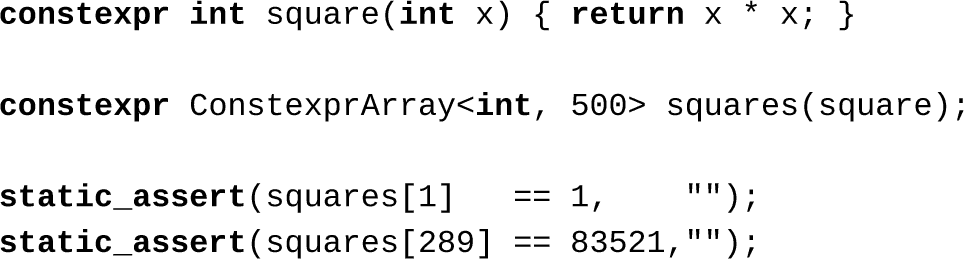 constexpr int square(int x) { return x * x; }
constexpr ConstexprArray<int, 500> squares(square);
static_assert(squares[1]   == 1,    "");
static_assert(squares[289] == 83521,"");